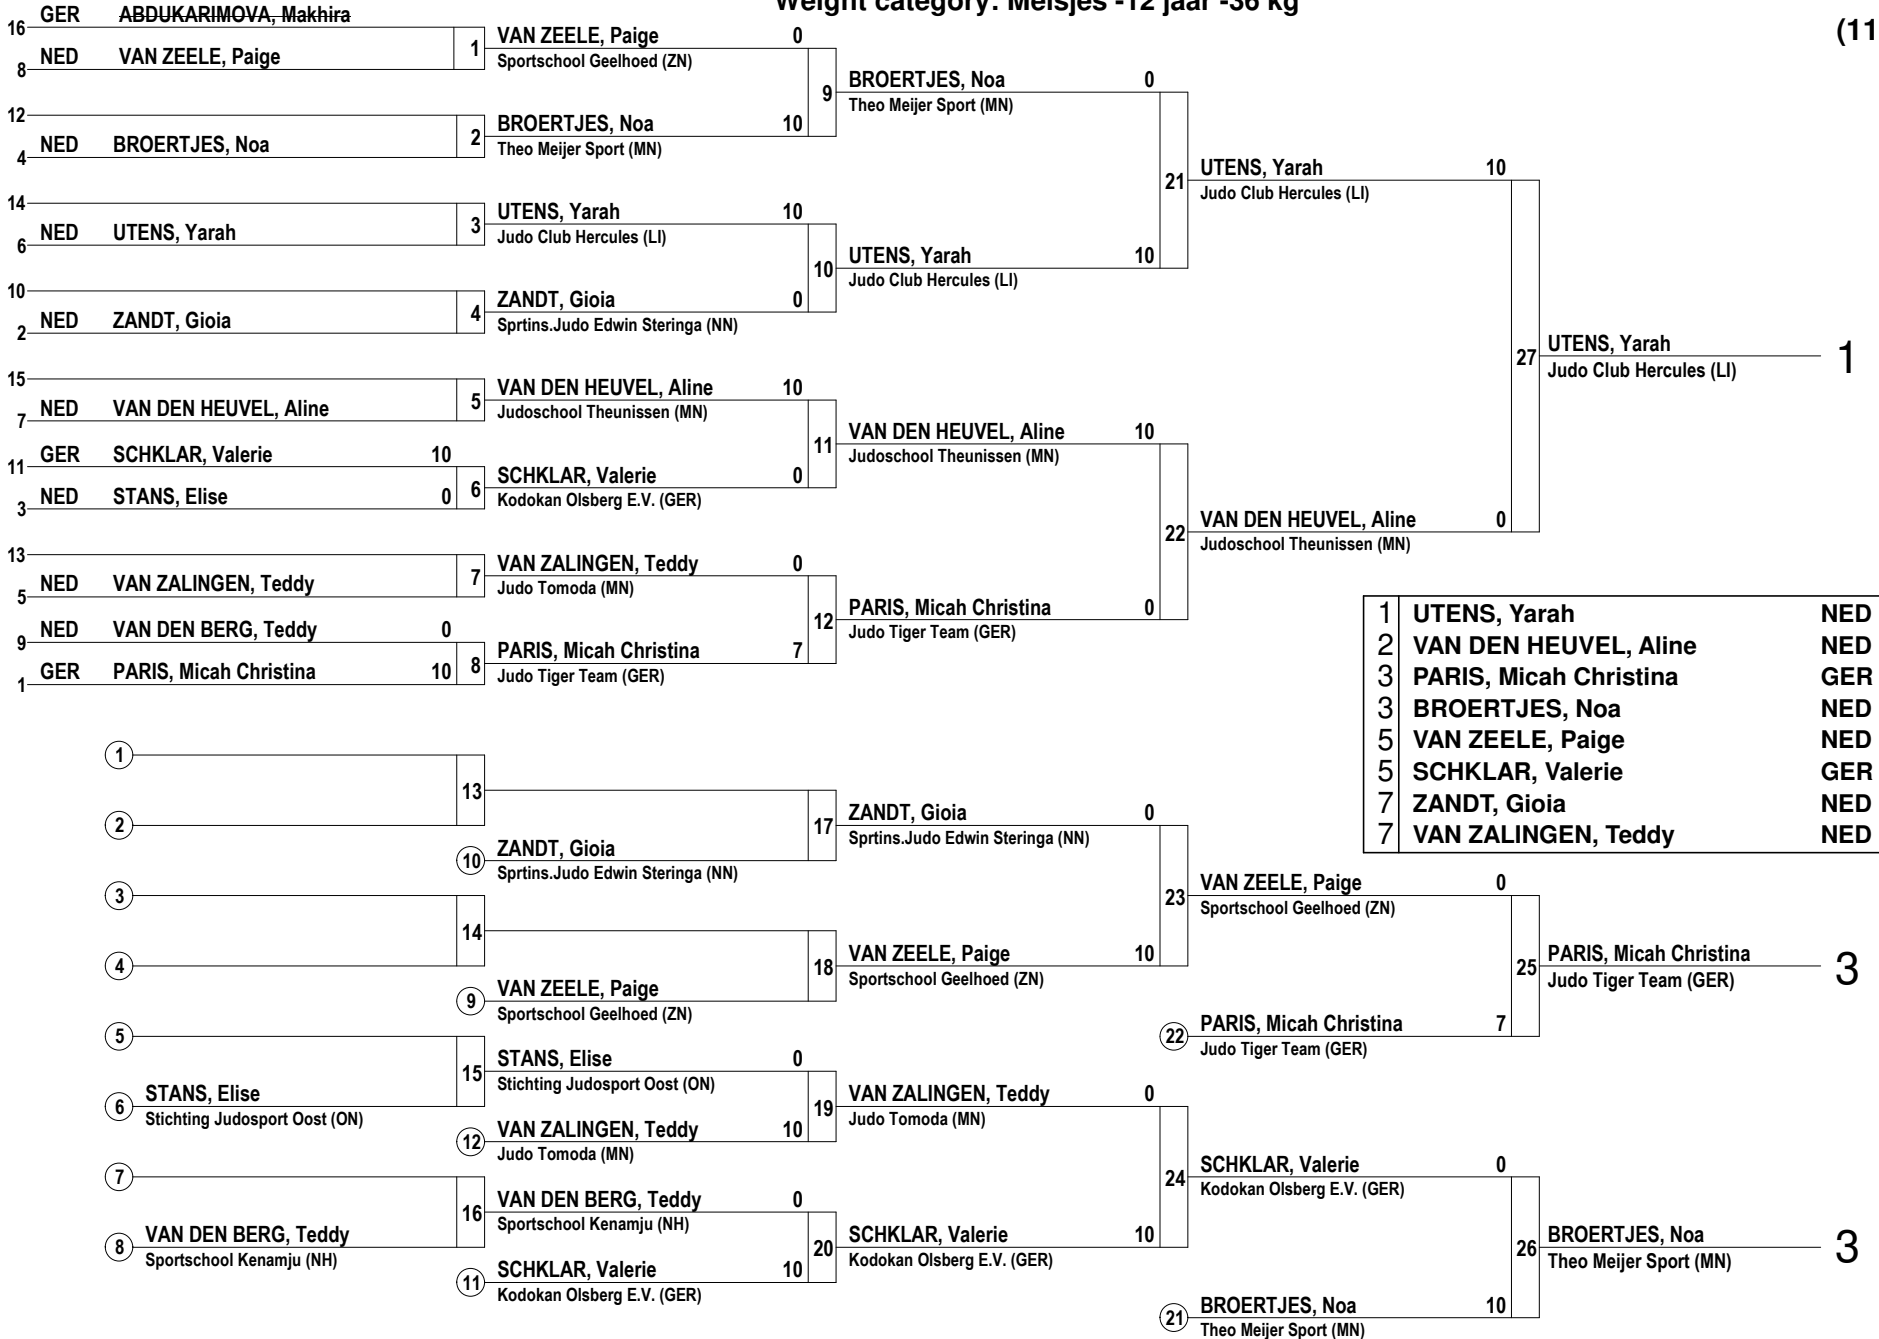 Weight category: Meisjes -12 jaar -36 kg
(11
16 GER ABDUKARIMOVA, Makhira
8 NED VAN ZEELE, Paige
1 VAN ZEELE, Paige 0
Sportschool Geelhoed (ZN)
12
4 NED BROERTJES, Noa
2 BROERTJES, Noa 10
Theo Meijer Sport (MN)
9 BROERTJES, Noa 0
Theo Meijer Sport (MN)
14
6 NED UTENS, Yarah
3 UTENS, Yarah 10
Judo Club Hercules (LI)
10
2 NED ZANDT, Gioia
4 ZANDT, Gioia 0
Sprtins.Judo Edwin Steringa (NN)
10 UTENS, Yarah 10
Judo Club Hercules (LI)
21 UTENS, Yarah 10
Judo Club Hercules (LI)
15
7 NED VAN DEN HEUVEL, Aline
5 VAN DEN HEUVEL, Aline 10
Judoschool Theunissen (MN)
11 GER SCHKLAR, Valerie 10
3 NED STANS, Elise 0
6 SCHKLAR, Valerie 0
Kodokan Olsberg E.V. (GER)
11 VAN DEN HEUVEL, Aline 10
Judoschool Theunissen (MN)
13
5 NED VAN ZALINGEN, Teddy
7 VAN ZALINGEN, Teddy 0
Judo Tomoda (MN)
9 NED VAN DEN BERG, Teddy 0
1 GER PARIS, Micah Christina 10
8 PARIS, Micah Christina 7
Judo Tiger Team (GER)
12 PARIS, Micah Christina 0
Judo Tiger Team (GER)
22 VAN DEN HEUVEL, Aline 0
Judoschool Theunissen (MN)
27 UTENS, Yarah 1
Judo Club Hercules (LI)
1 UTENS, Yarah NED
2 VAN DEN HEUVEL, Aline NED
3 PARIS, Micah Christina GER
3 BROERTJES, Noa NED
5 VAN ZEELE, Paige NED
5 SCHKLAR, Valerie GER
7 ZANDT, Gioia NED
7 VAN ZALINGEN, Teddy NED
1
2
13
10 ZANDT, Gioia
Sprtins.Judo Edwin Steringa (NN)
17 ZANDT, Gioia 0
Sprtins.Judo Edwin Steringa (NN)
3
4
14
9 VAN ZEELE, Paige
Sportschool Geelhoed (ZN)
18 VAN ZEELE, Paige 10
Sportschool Geelhoed (ZN)
23 VAN ZEELE, Paige 0
Sportschool Geelhoed (ZN)
22 PARIS, Micah Christina 7
Judo Tiger Team (GER)
25 PARIS, Micah Christina 3
Judo Tiger Team (GER)
5
6 STANS, Elise
Stichting Judosport Oost (ON)
15 STANS, Elise 0
Stichting Judosport Oost (ON)
12 VAN ZALINGEN, Teddy 10
Judo Tomoda (MN)
19 VAN ZALINGEN, Teddy 0
Judo Tomoda (MN)
7
8 VAN DEN BERG, Teddy
Sportschool Kenamju (NH)
16 VAN DEN BERG, Teddy 0
Sportschool Kenamju (NH)
11 SCHKLAR, Valerie 10
Kodokan Olsberg E.V. (GER)
20 SCHKLAR, Valerie 10
Kodokan Olsberg E.V. (GER)
24 SCHKLAR, Valerie 0
Kodokan Olsberg E.V. (GER)
21 BROERTJES, Noa 10
Theo Meijer Sport (MN)
26 BROERTJES, Noa 3
Theo Meijer Sport (MN)